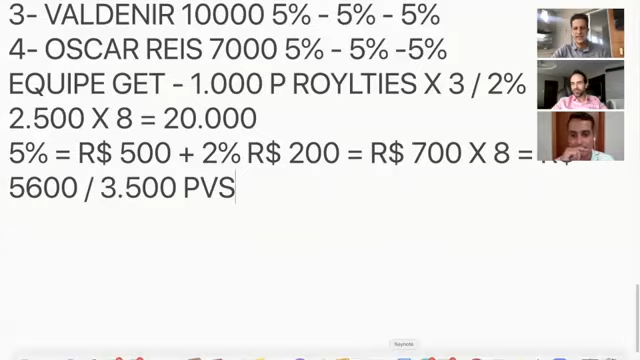 3- VALDENIR 10000 5% - 5% - 5%
4- OSCAR REIS 7000 5% - 5% -5%
EQUIPE GET - 1.000 P ROYLTIES X 3 / 2%
2.500 X 8 = 20.000
5% = R$ 500 + 2% R$ 200 = R$ 700 X 8 = R$
5600 / 3.500 PVS
Keynote